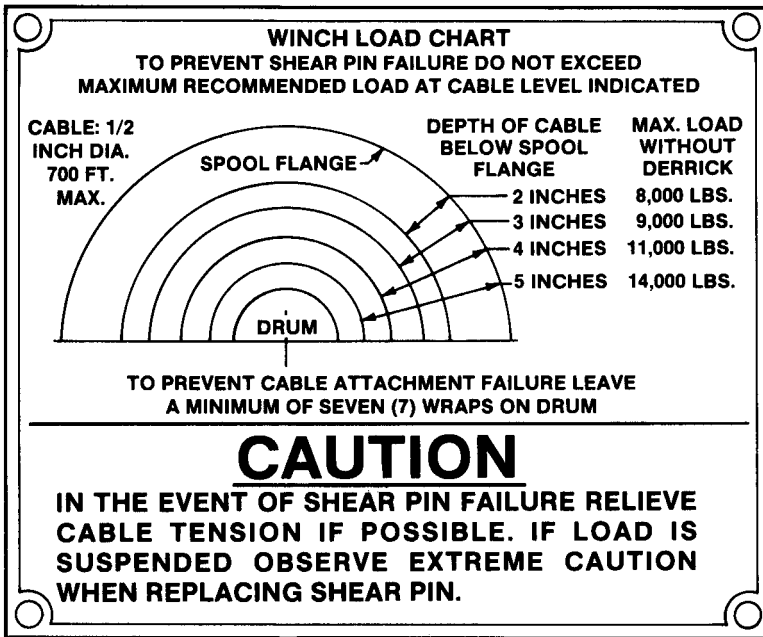 WINCH LOAD CHART
TO PREVENT SHEAR PIN FAILURE DO NOT EXCEED
MAXIMUM RECOMMENDED LOAD AT CABLE LEVEL INDICATED
CABLE: 1/2
INCH DIA.
700 FT.
MAX.
SPOOL FLANGE
DEPTH OF CABLE
BELOW SPOOL
FLANGE
MAX. LOAD
WITHOUT
DERRICK
2 INCHES 8,000 LBS.
3 INCHES 9,000 LBS.
4 INCHES 11,000 LBS.
5 INCHES 14,000 LBS.
DRUM
TO PREVENT CABLE ATTACHMENT FAILURE LEAVE
A MINIMUM OF SEVEN (7) WRAPS ON DRUM
CAUTION
IN THE EVENT OF SHEAR PIN FAILURE RELIEVE
CABLE TENSION IF POSSIBLE. IF LOAD IS
SUSPENDED OBSERVE EXTREME CAUTION
WHEN REPLACING SHEAR PIN.